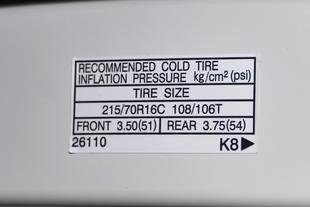 RECOMMENDED COLD TIRE
INFLATION PRESSURE kg/cm² (psi)
TIRE SIZE
215/70R16C 108/106T
FRONT 3.50(51) REAR 3.75(54)
26110 K8▶